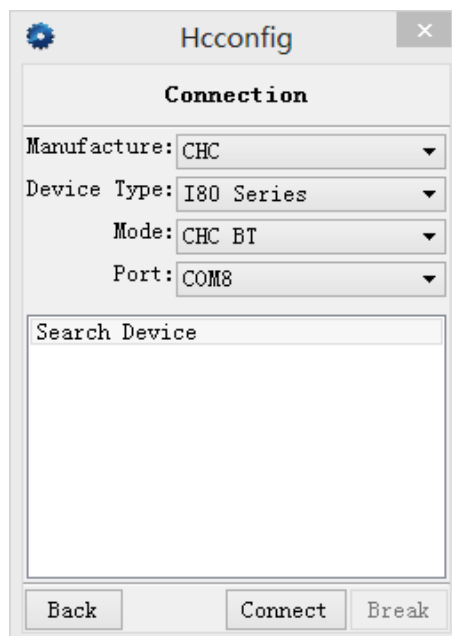 Hcconfig
Connection
Manufacture: CHC
Device Type: I80 Series
Mode: CHC BT
Port: COM8
Search Device
Back Connect Break